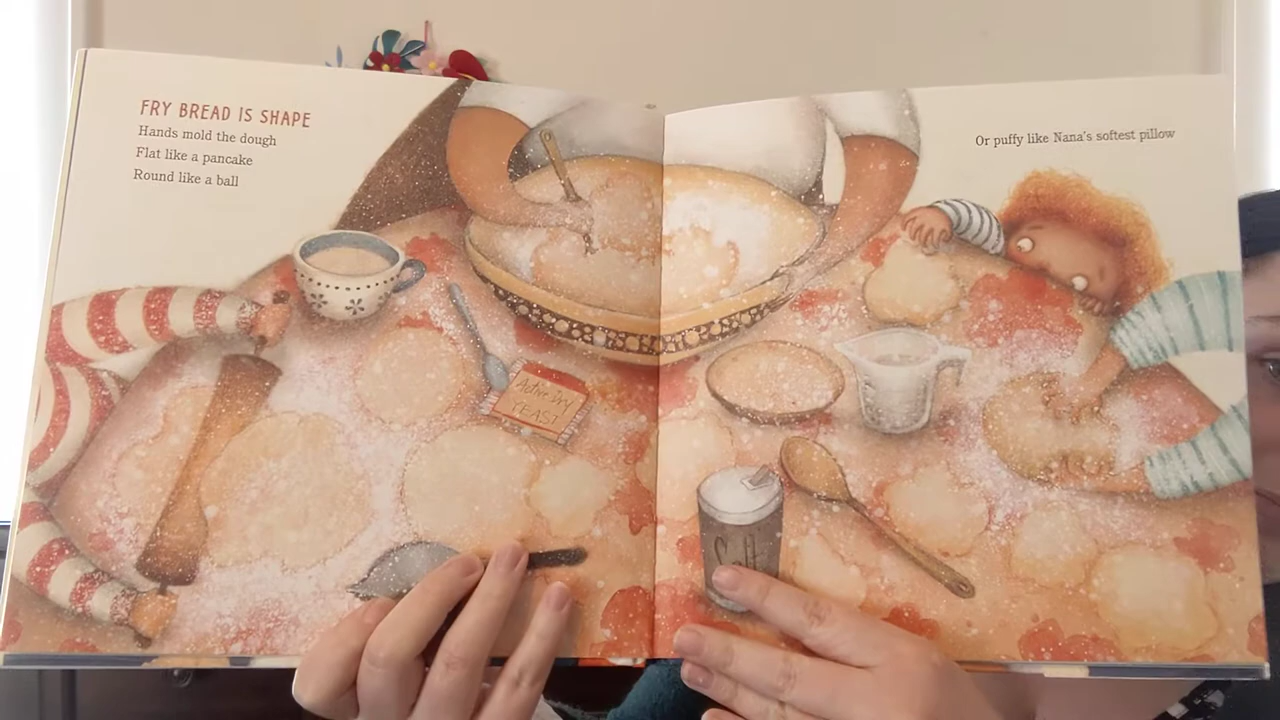 FRY BREAD IS SHAPE
Hands mold the dough
Flat like a pancake
Round like a ball
Or puffy like Nana's softest pillow
Active Dry
YEAST